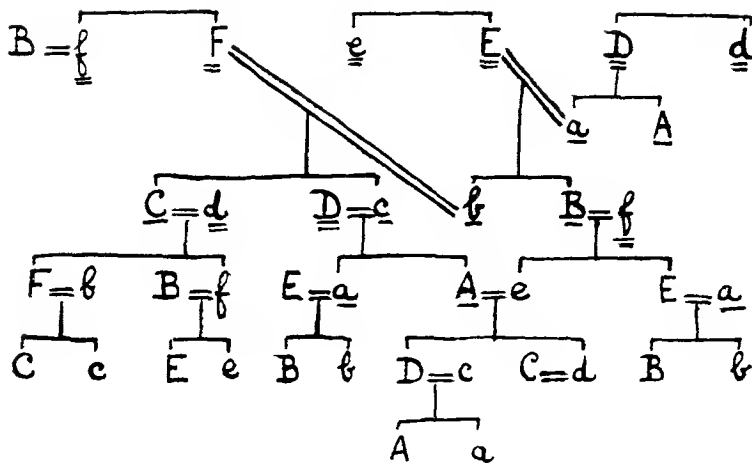 B = f F e E D d
a A
C = d D = c b B = f
F = b B = f E = a A = e E = a
C c E e B b D = c C = d B b
A a